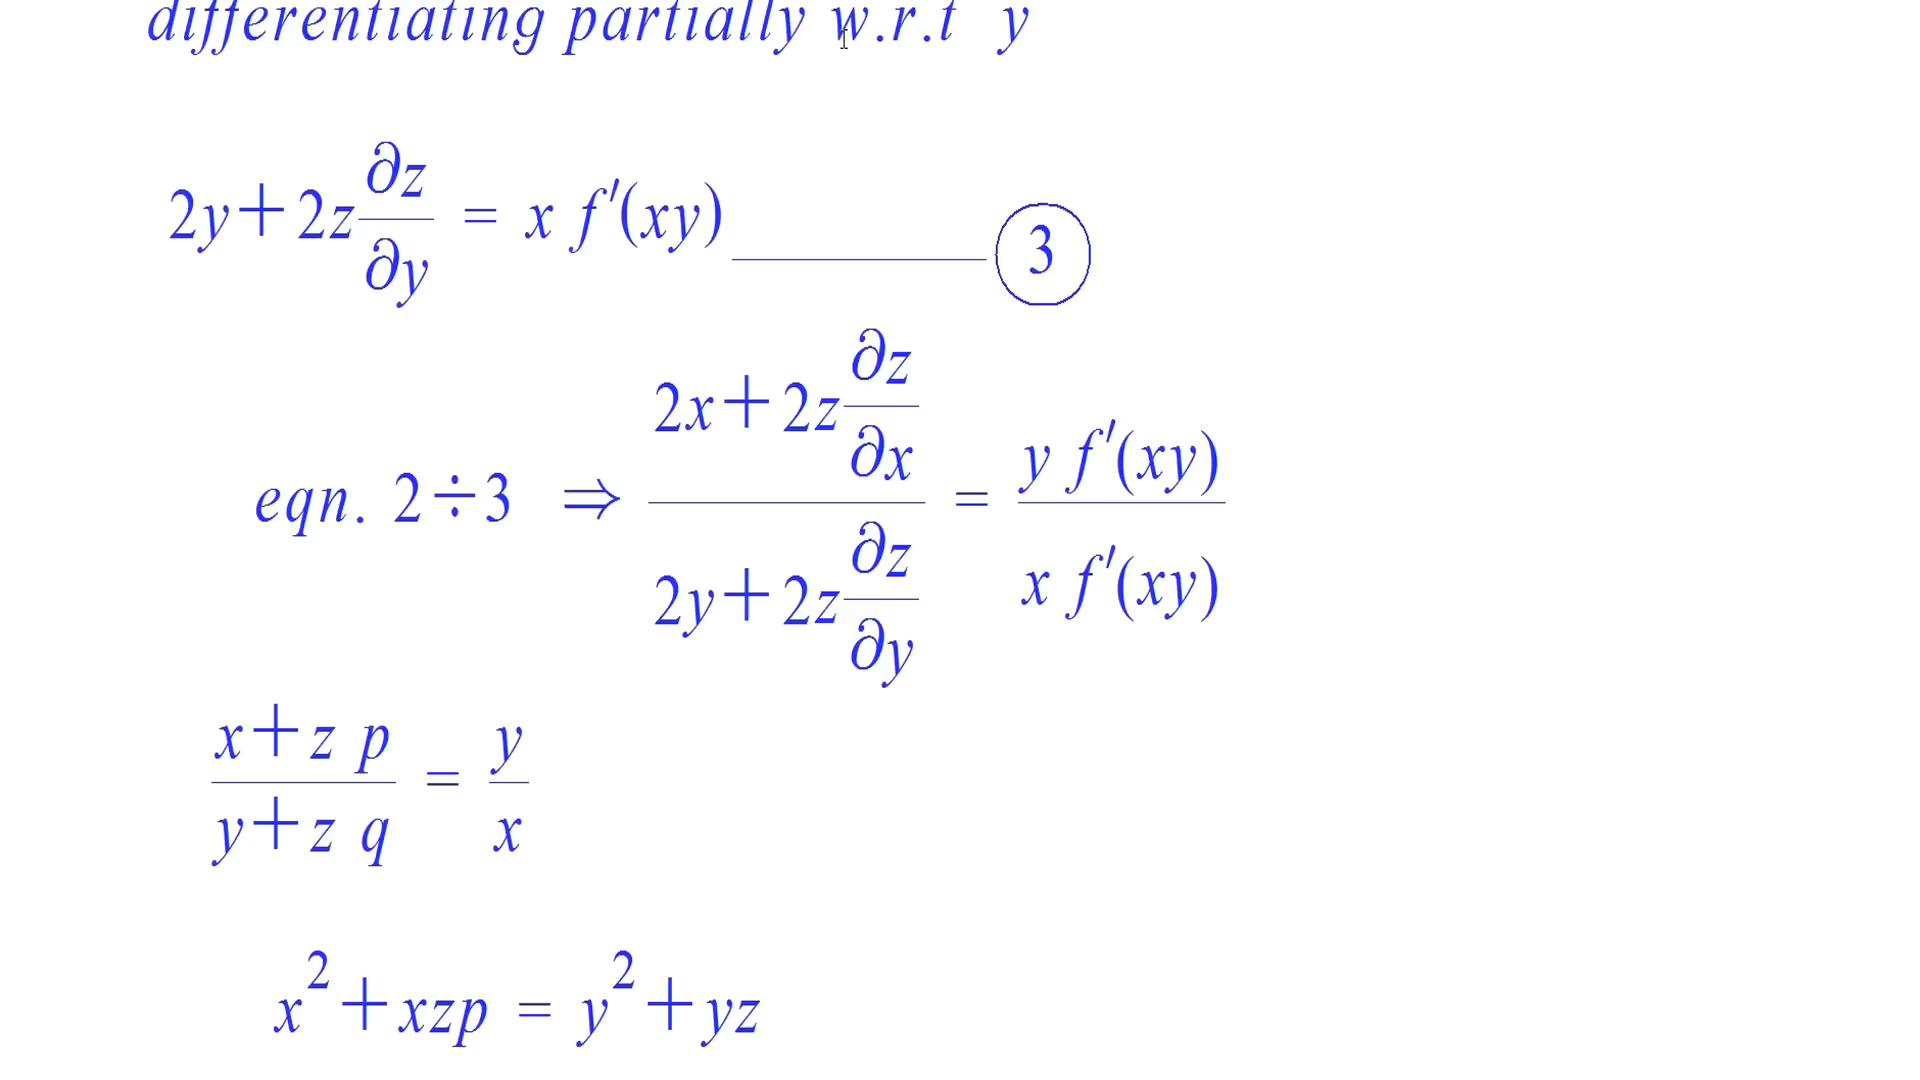 differentiating partially w.r.t y
2y+2z ∂z/∂y = x f′(xy) ③
eqn. 2÷3 ⇒ (2x+2z ∂z/∂x)/(2y+2z ∂z/∂y) = (y f′(xy))/(x f′(xy))
(x+z p)/(y+z q) = y/x
x²+xzp = y²+yz